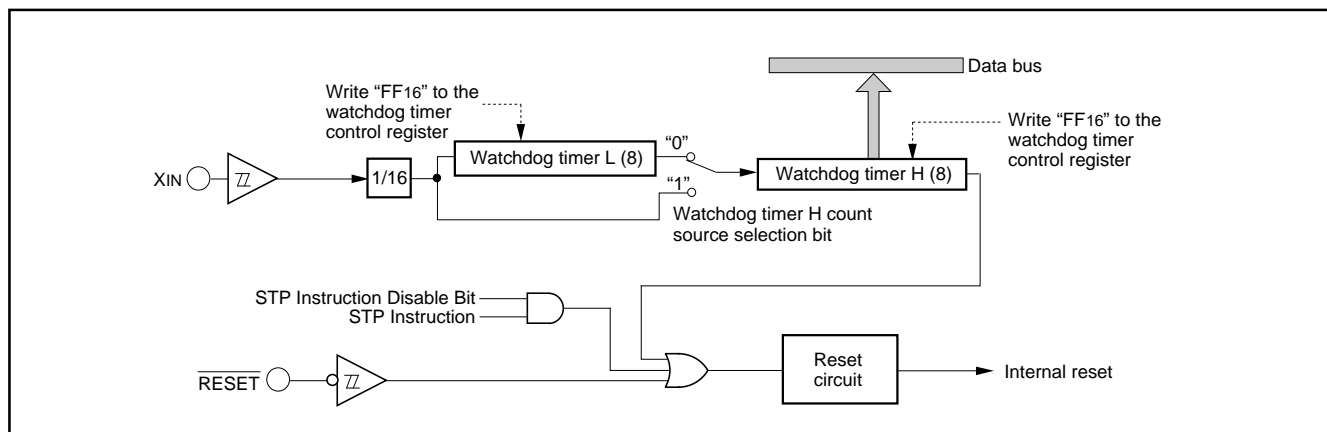 Data bus
Write “FF16” to the
watchdog timer
control register
Write “FF16” to the
watchdog timer
control register
“0”
Watchdog timer L (8)
XIN
1/16
Watchdog timer H (8)
“1”
Watchdog timer H count
source selection bit
STP Instruction Disable Bit
STP Instruction
Reset
circuit
RESET
Internal reset